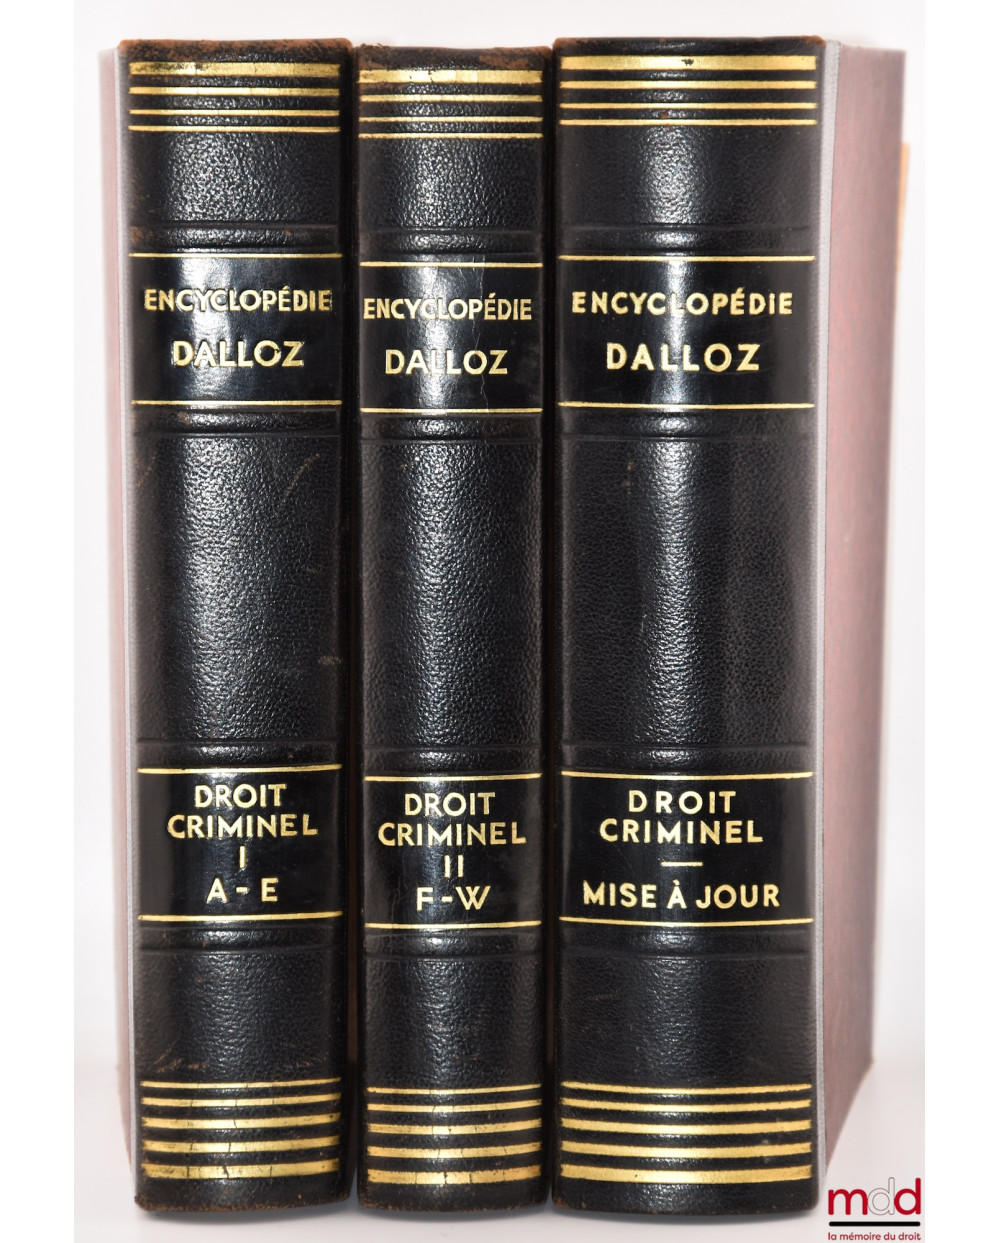 ENCYCLOPÉDIE
DALLOZ
DROIT
CRIMINEL
I
A-E
ENCYCLOPÉDIE
DALLOZ
DROIT
CRIMINEL
II
F-W
ENCYCLOPÉDIE
DALLOZ
DROIT
CRIMINEL
—
MISE À JOUR
mdd
la mémoire du droit